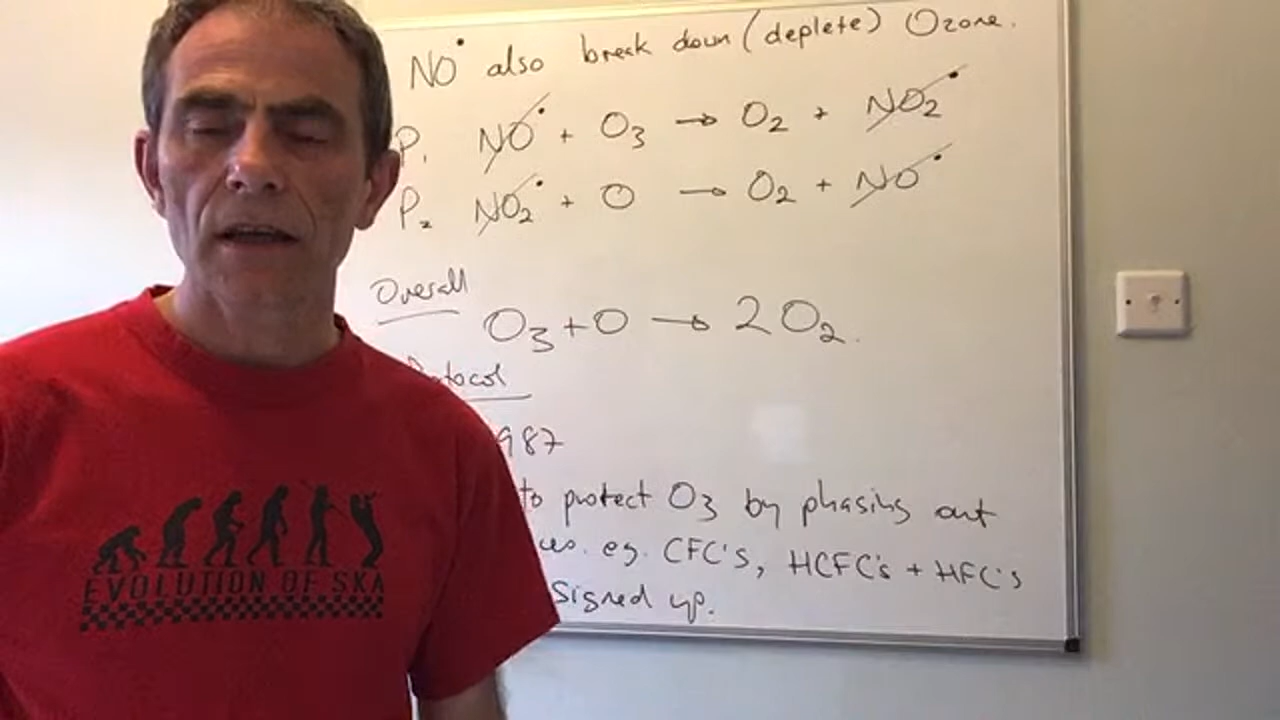 NO• also break down (deplete) Ozone.
P₁ NO• + O₃ → O₂ + NO₂•
P₂ NO₂• + O → O₂ + NO•
Overall
O₃ + O → 2O₂.
987
to protect O₃ by phasing out
eg. CFC's, HCFC's + HFC's
signed up.
EVOLUTION OF SKA